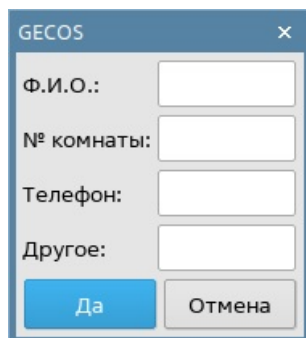 GECOS ×
Ф.И.О.:
№ комнаты:
Телефон:
Другое:
Да Отмена